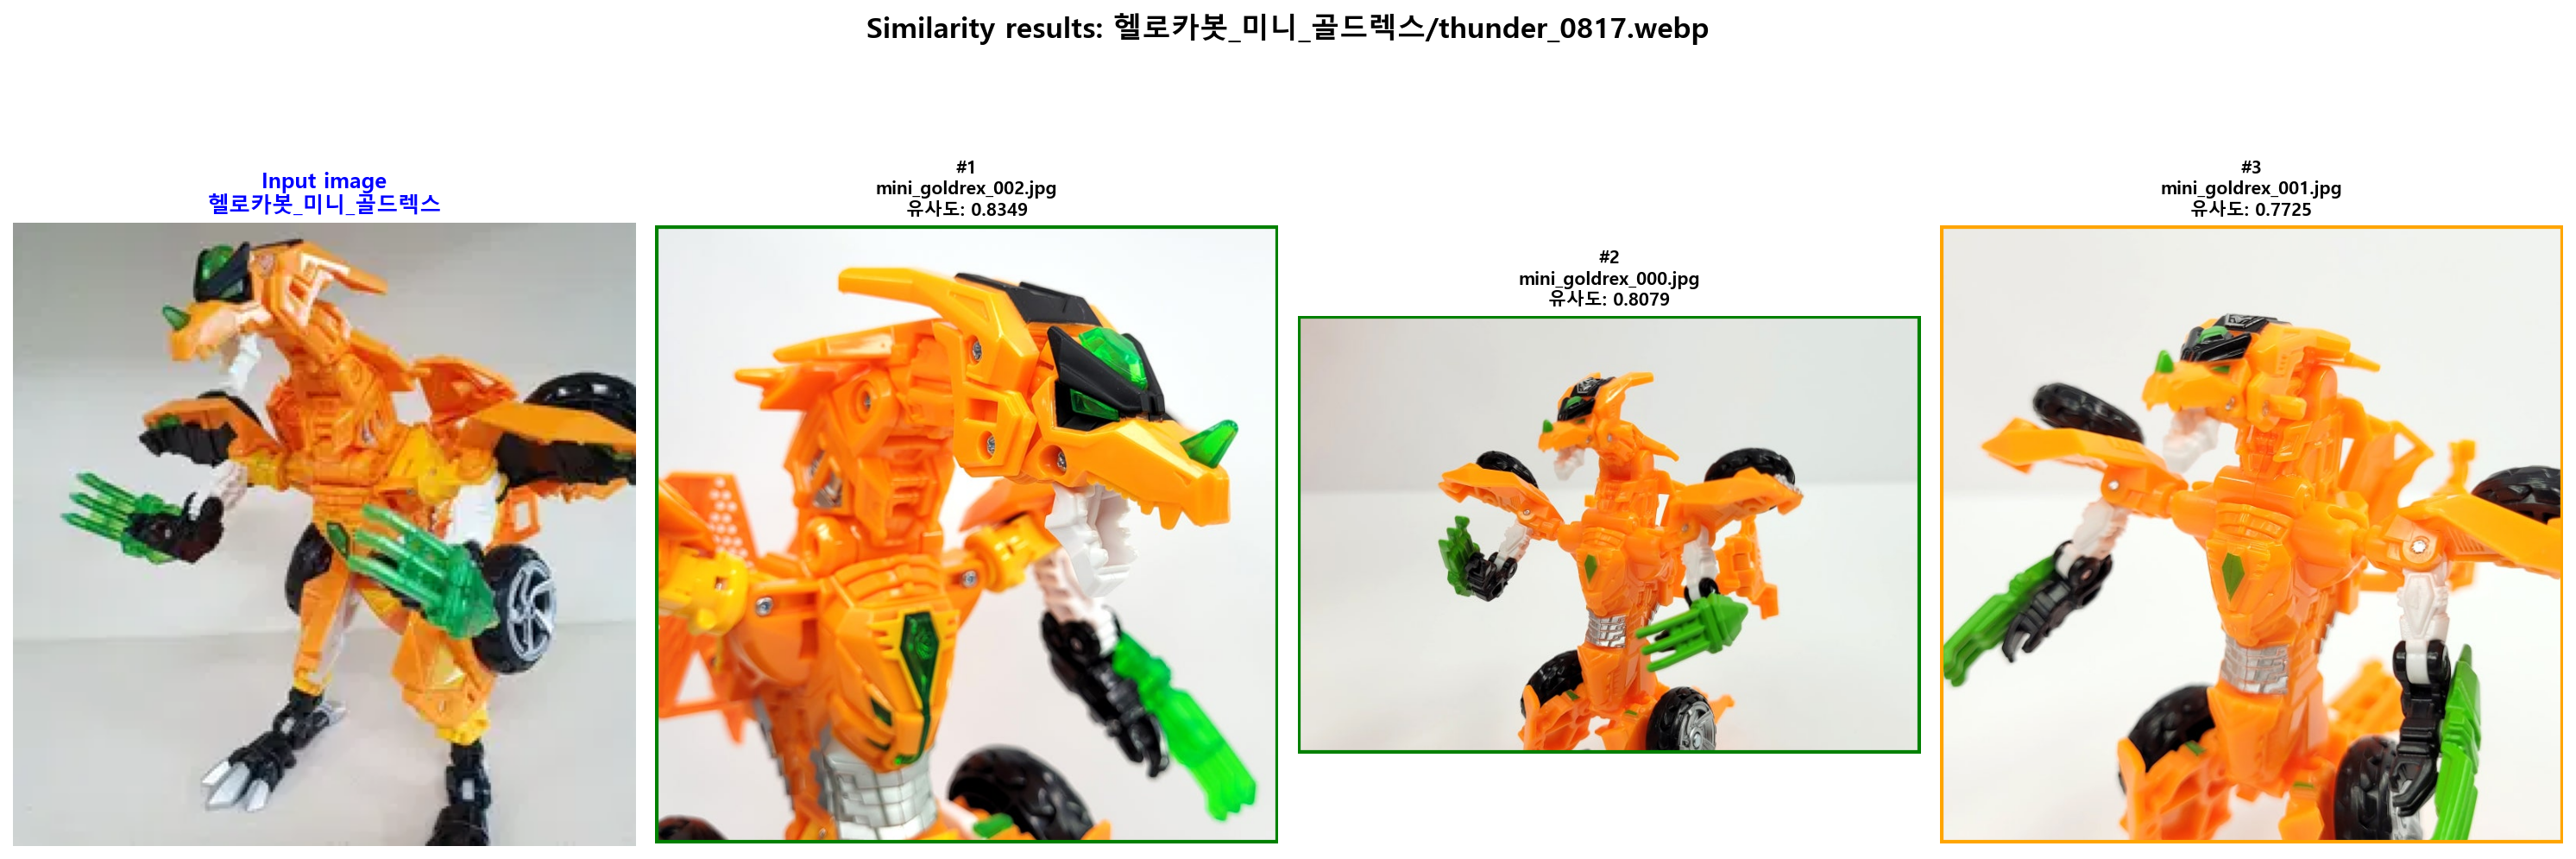 Similarity results: 헬로카봇_미니_골드렉스/thunder_0817.webp
Input image
헬로카봇_미니_골드렉스
#1
mini_goldrex_002.jpg
유사도: 0.8349
#2
mini_goldrex_000.jpg
유사도: 0.8079
#3
mini_goldrex_001.jpg
유사도: 0.7725